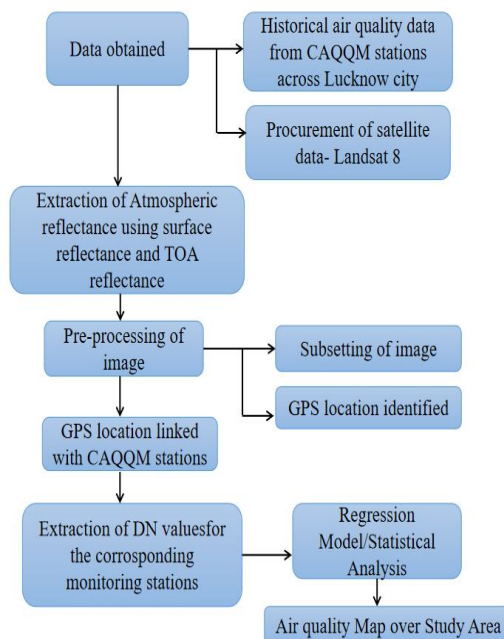 Data obtained
Historical air quality data
from CAQQM stations
across Lucknow city
Procurement of satellite
data- Landsat 8
Extraction of Atmospheric
reflectance using surface
reflectance and TOA
reflectance
Pre-processing of
image
Subsetting of image
GPS location identified
GPS location linked
with CAQQM stations
Extraction of DN valuesfor
the corrosponding
monitoring stations
Regression
Model/Statistical
Analysis
Air quality Map over Study Area